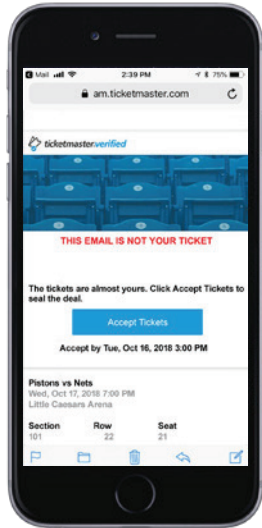 Mail 2:39 PM 75%
am.ticketmaster.com
ticketmaster.verified
THIS EMAIL IS NOT YOUR TICKET
The tickets are almost yours. Click Accept Tickets to
seal the deal.
Accept Tickets
Accept by Tue, Oct 16, 2018 3:00 PM
Pistons vs Nets
Wed, Oct 17, 2018 7:00 PM
Little Caesars Arena
Section Row Seat
101 22 21